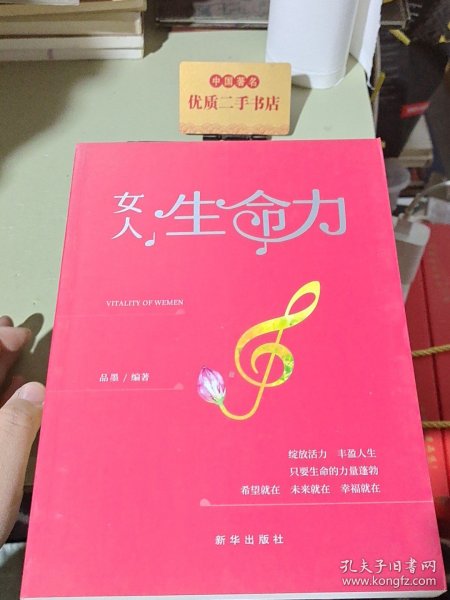 中国著名
优质二手书店
女人生命力
VITALITY OF WEMEN
品墨 / 编著
绽放活力 丰盈人生
只要生命的力量蓬勃
希望就在 未来就在 幸福就在
新华出版社
孔夫子旧书网
www.kongfz.com